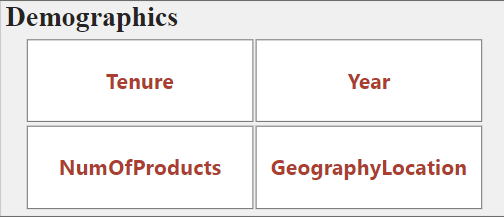 Demographics
Tenure
Year
NumOfProducts
GeographyLocation